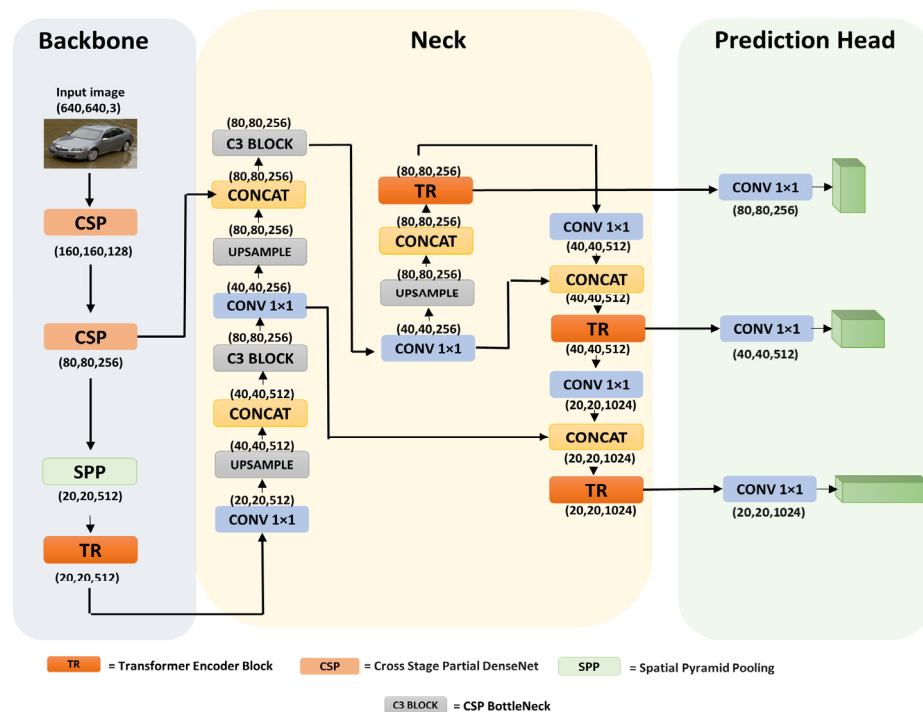 Backbone
Input image
(640,640,3)
CSP
(160,160,128)
CSP
(80,80,256)
SPP
(20,20,512)
TR
(20,20,512)
Neck
(80,80,256)
C3 BLOCK
(80,80,256)
CONCAT
(80,80,256)
UPSAMPLE
(40,40,256)
CONV 1×1
(80,80,256)
C3 BLOCK
(40,40,512)
CONCAT
(40,40,512)
UPSAMPLE
(20,20,512)
CONV 1×1
(80,80,256)
TR
(80,80,256)
CONCAT
(80,80,256)
UPSAMPLE
(40,40,256)
CONV 1×1
CONV 1×1
(40,40,512)
CONCAT
(40,40,512)
TR
(40,40,512)
CONV 1×1
(20,20,1024)
CONCAT
(20,20,1024)
TR
(20,20,1024)
Prediction Head
CONV 1×1
(80,80,256)
CONV 1×1
(40,40,512)
CONV 1×1
(20,20,1024)
TR = Transformer Encoder Block
CSP = Cross Stage Partial DenseNet
SPP = Spatial Pyramid Pooling
C3 BLOCK = CSP BottleNeck